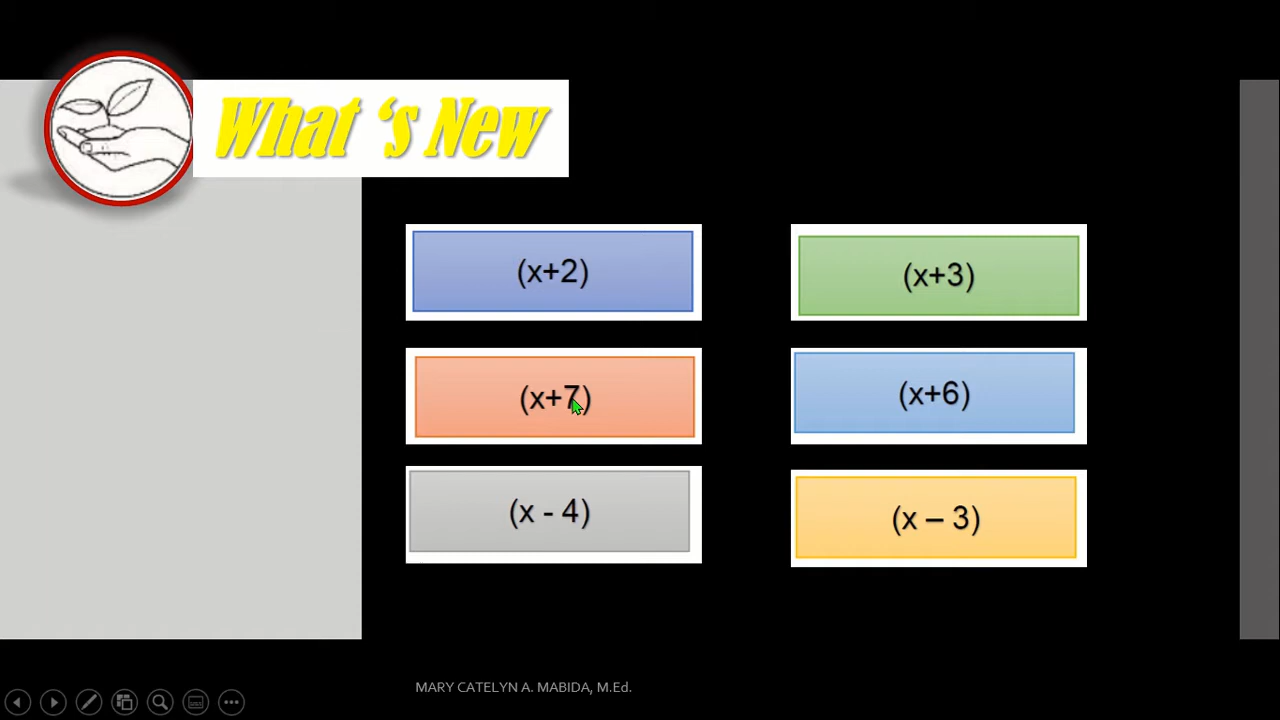 What ‘s New
(x+2)
(x+3)
(x+7)
(x+6)
(x - 4)
(x – 3)
MARY CATELYN A. MABIDA, M.Ed.